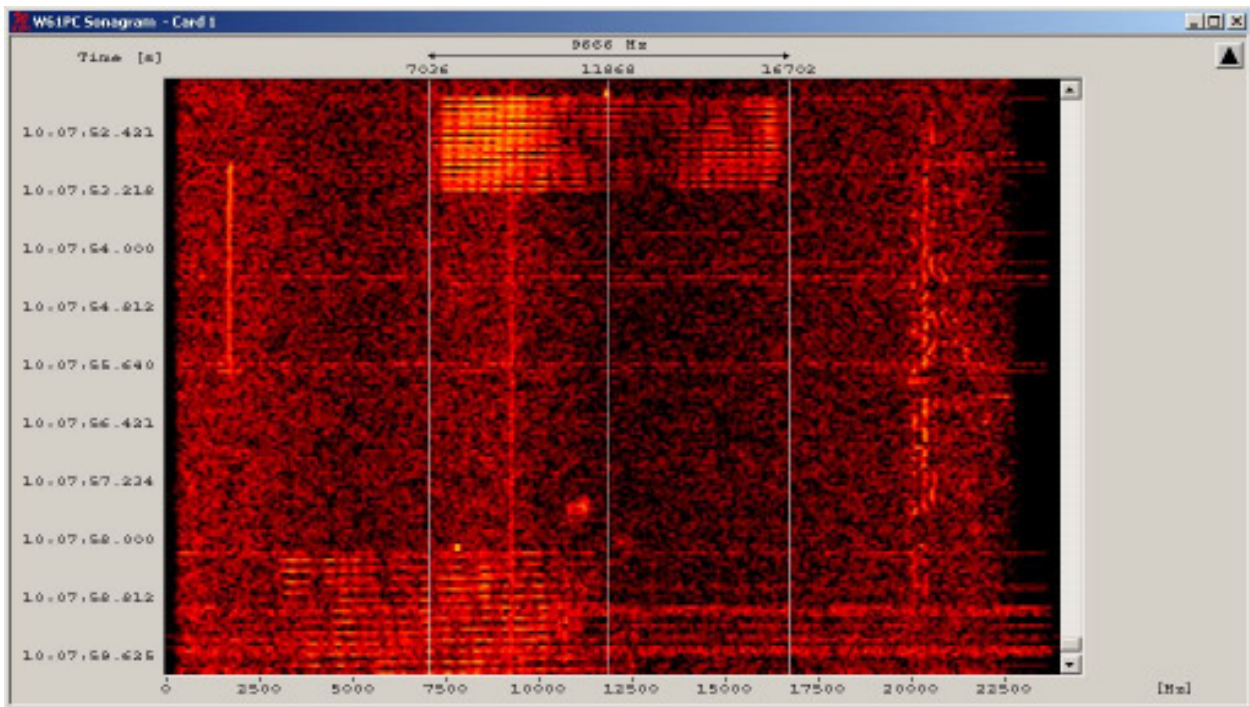 W61PC Sonagram - Card 1
9666 Hz
Time [s]
7036 11868 16702
10:07:52.421
10:07:53.218
10:07:54.000
10:07:54.812
10:07:55.640
10:07:56.421
10:07:57.234
10:07:58.000
10:07:58.812
10:07:59.625
0 2500 5000 7500 10000 12500 15000 17500 20000 22500 [Hz]